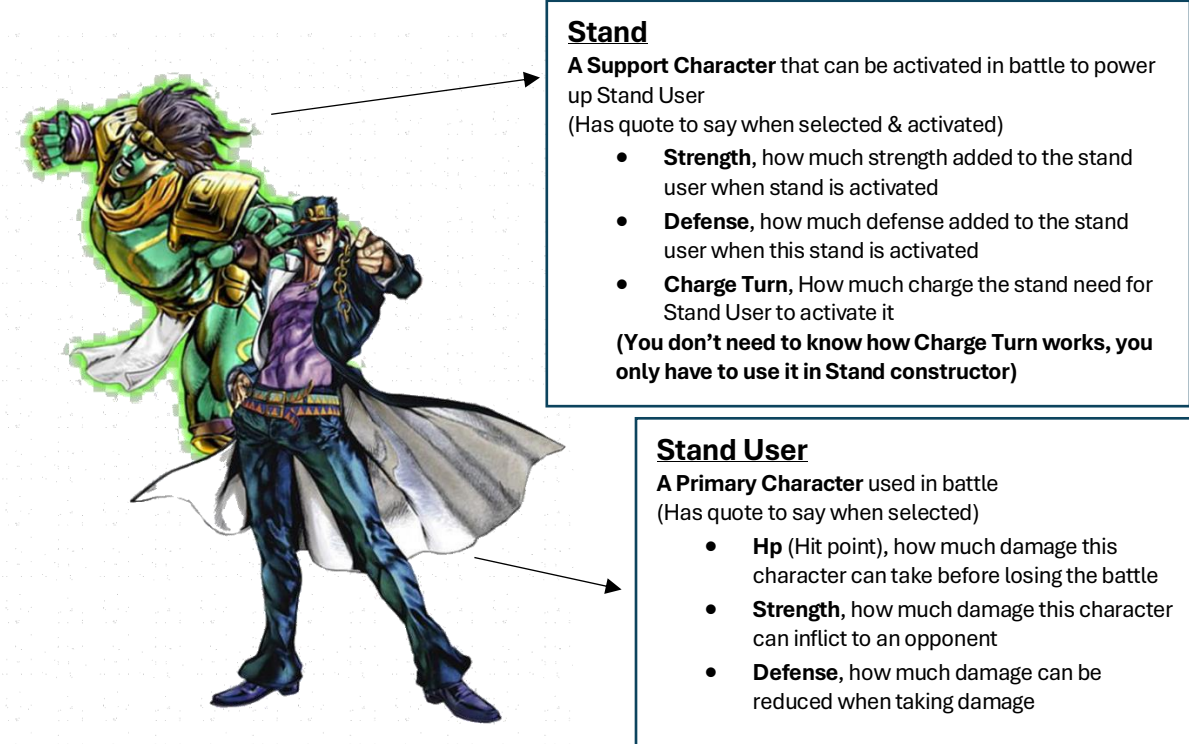 Stand
A Support Character that can be activated in battle to power
up Stand User
(Has quote to say when selected & activated)
• Strength, how much strength added to the stand
user when stand is activated
• Defense, how much defense added to the stand
user when this stand is activated
• Charge Turn, How much charge the stand need for
Stand User to activate it
(You don’t need to know how Charge Turn works, you
only have to use it in Stand constructor)
Stand User
A Primary Character used in battle
(Has quote to say when selected)
• Hp (Hit point), how much damage this
character can take before losing the battle
• Strength, how much damage this character
can inflict to an opponent
• Defense, how much damage can be
reduced when taking damage